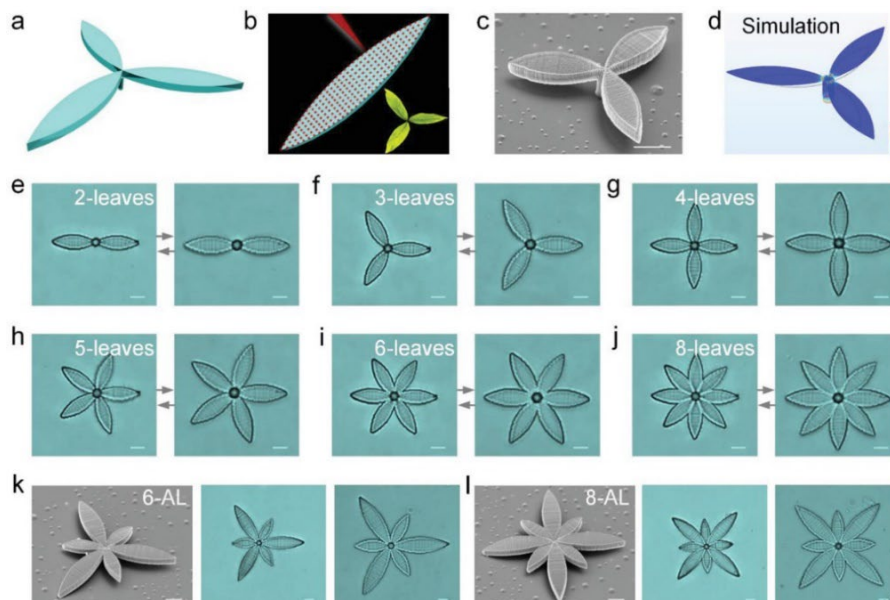 a
b
c
d
Simulation
e
2-leaves
f
3-leaves
g
4-leaves
h
5-leaves
i
6-leaves
j
8-leaves
k
6-AL
l
8-AL